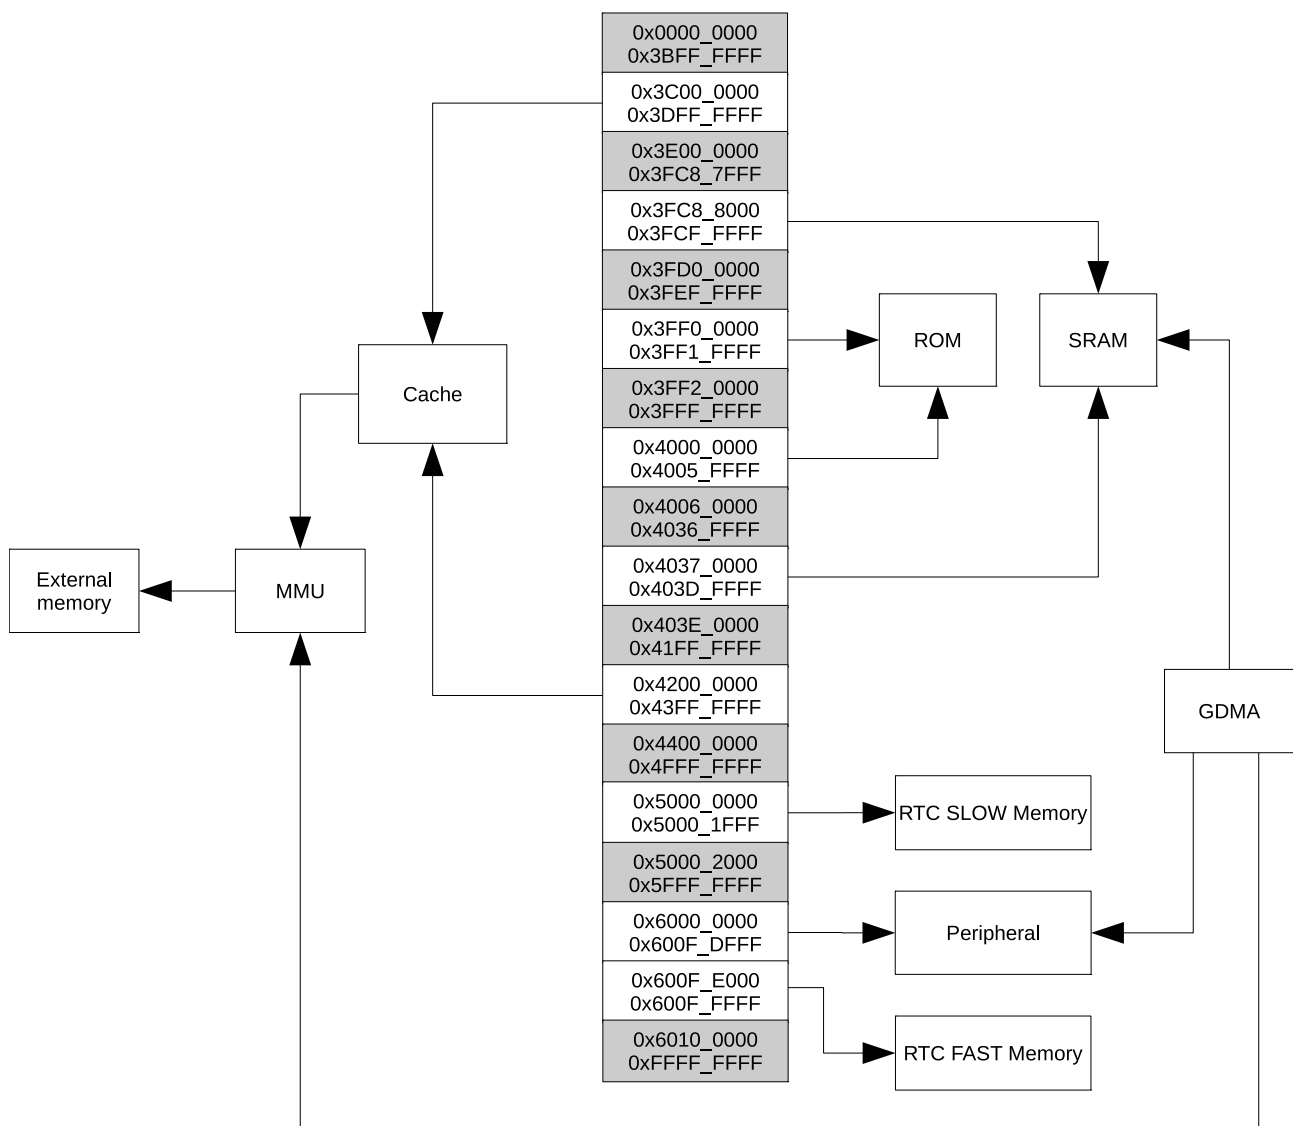 0x0000_0000
0x3BFF_FFFF
0x3C00_0000
0x3DFF_FFFF
0x3E00_0000
0x3FC8_7FFF
0x3FC8_8000
0x3FCF_FFFF
0x3FD0_0000
0x3FEF_FFFF
0x3FF0_0000
0x3FF1_FFFF
0x3FF2_0000
0x3FFF_FFFF
0x4000_0000
0x4005_FFFF
0x4006_0000
0x4036_FFFF
0x4037_0000
0x403D_FFFF
0x403E_0000
0x41FF_FFFF
0x4200_0000
0x43FF_FFFF
0x4400_0000
0x4FFF_FFFF
0x5000_0000
0x5000_1FFF
0x5000_2000
0x5FFF_FFFF
0x6000_0000
0x600F_DFFF
0x600F_E000
0x600F_FFFF
0x6010_0000
0xFFFF_FFFF
Cache
External
memory
MMU
ROM
SRAM
GDMA
RTC SLOW Memory
Peripheral
RTC FAST Memory